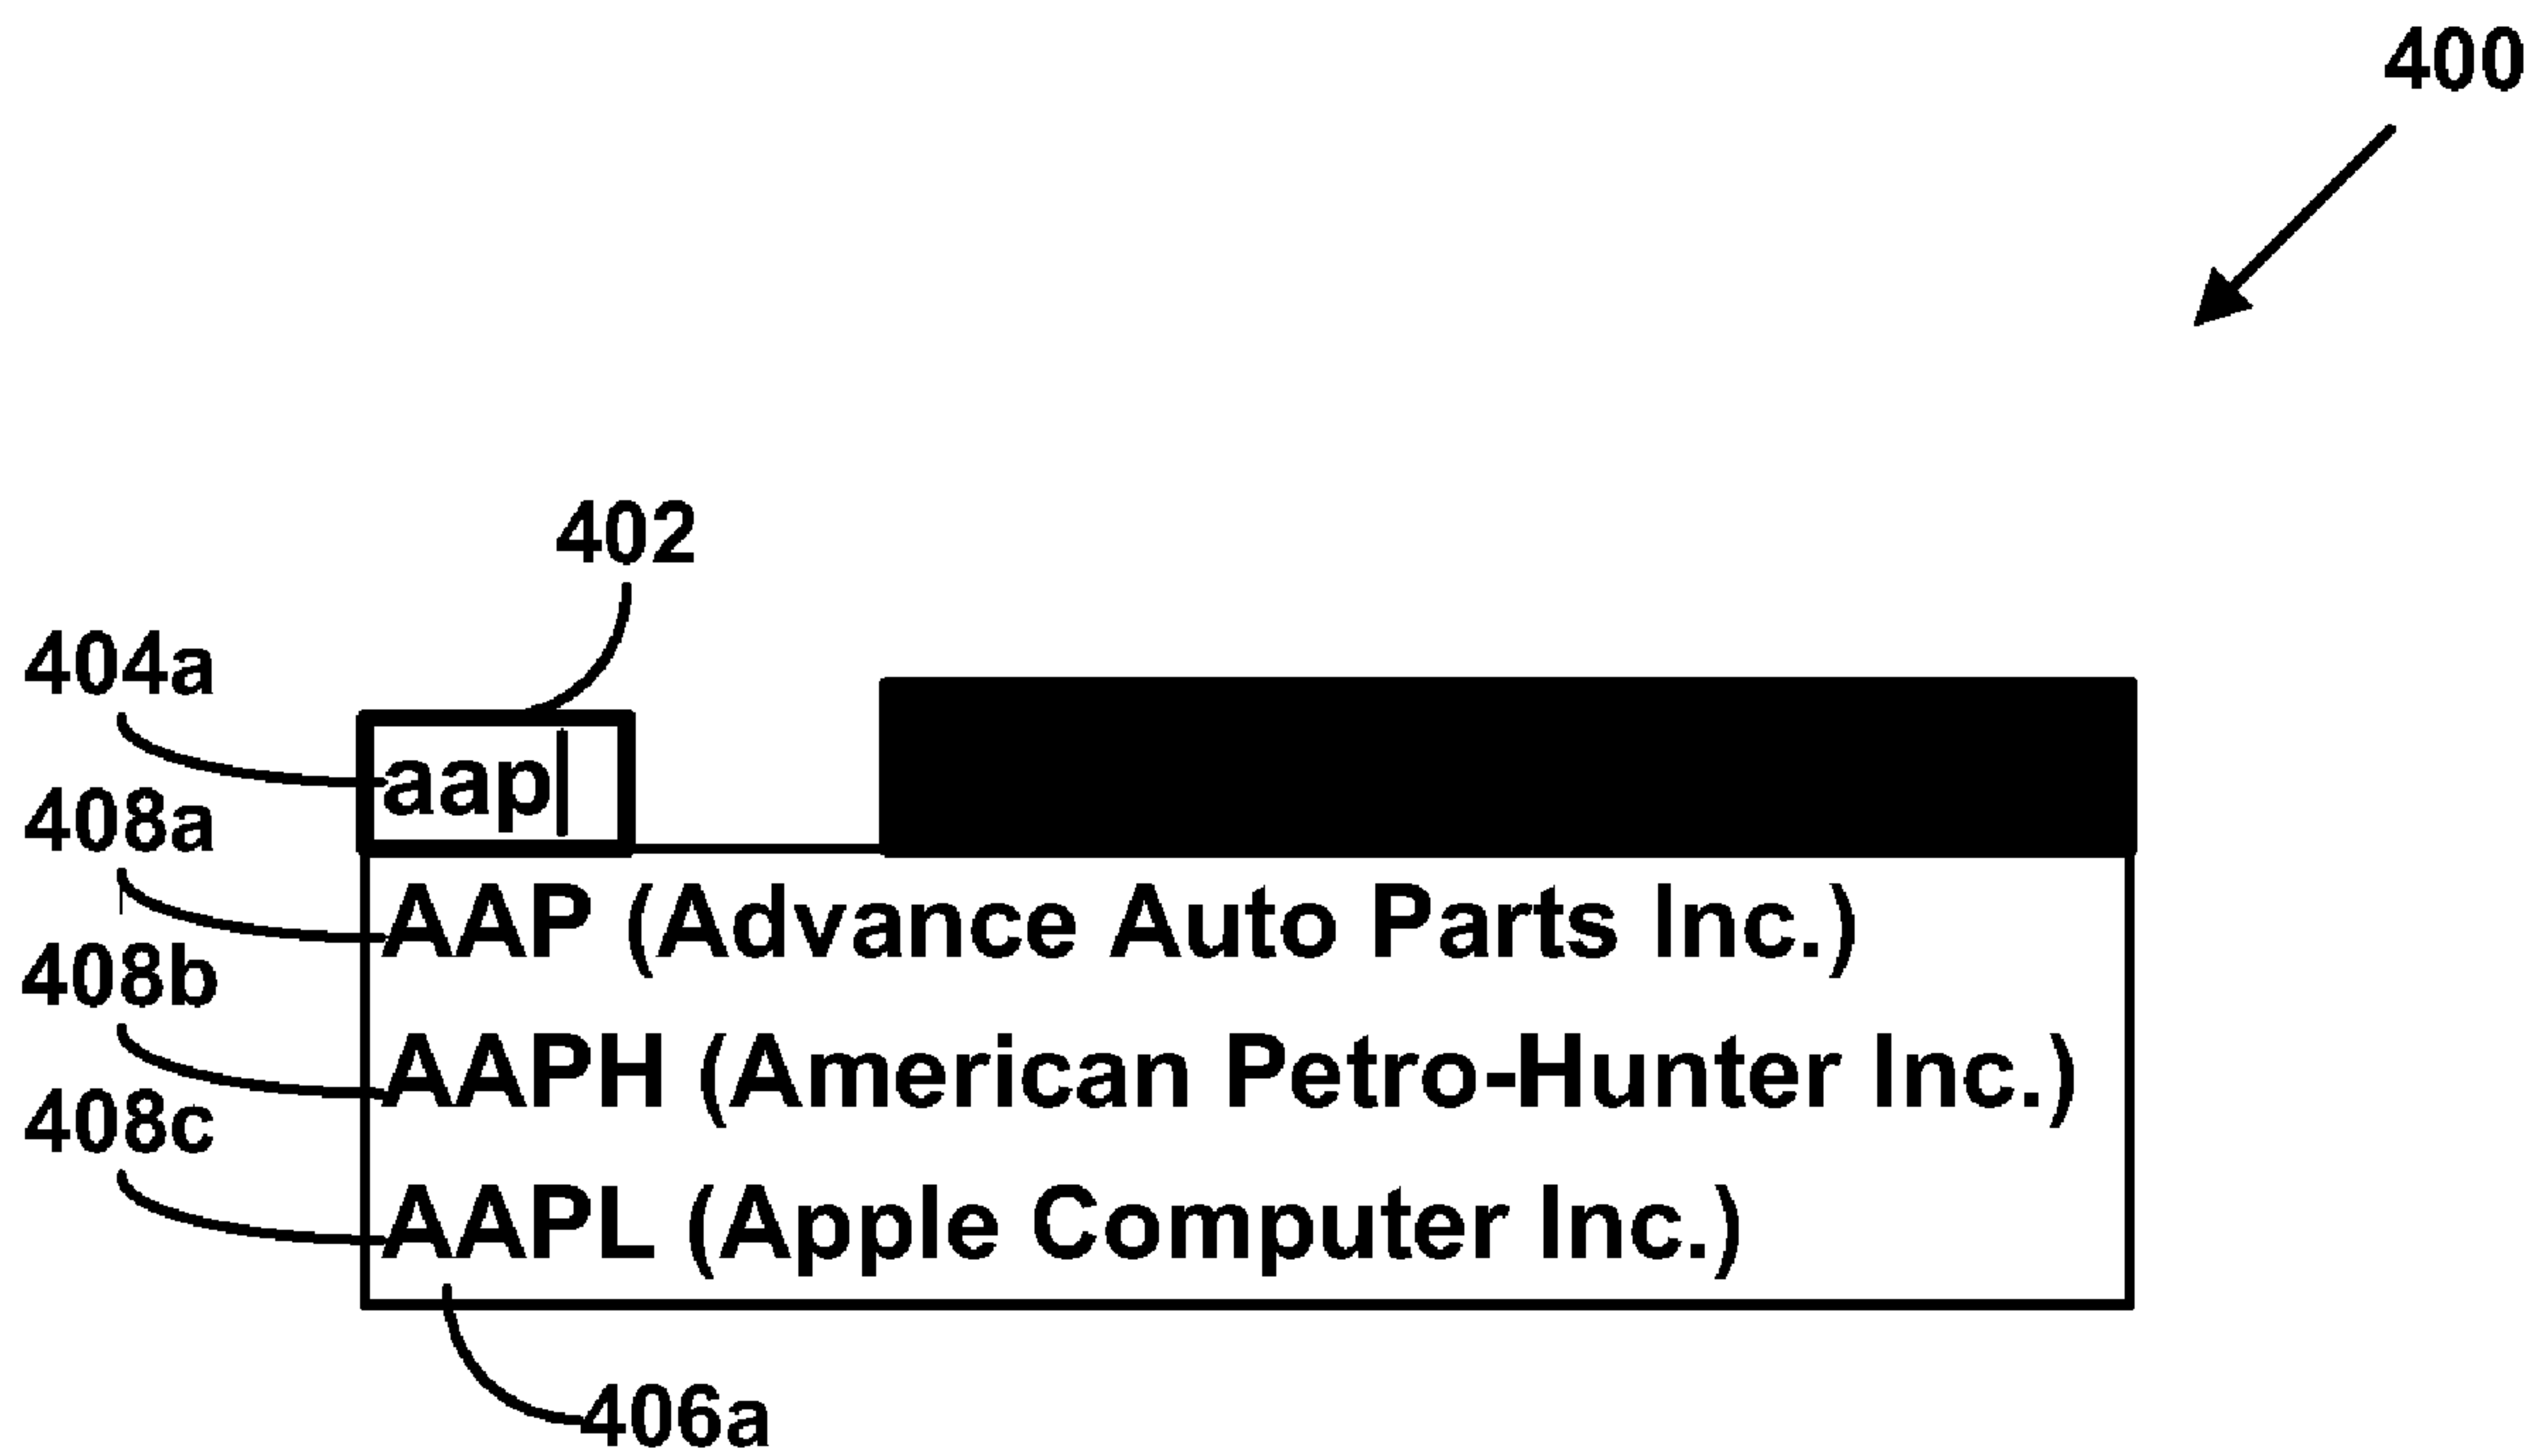 400
402
404a
aap
408a
AAP (Advance Auto Parts Inc.)
408b
AAPH (American Petro-Hunter Inc.)
408c
AAPL (Apple Computer Inc.)
406a